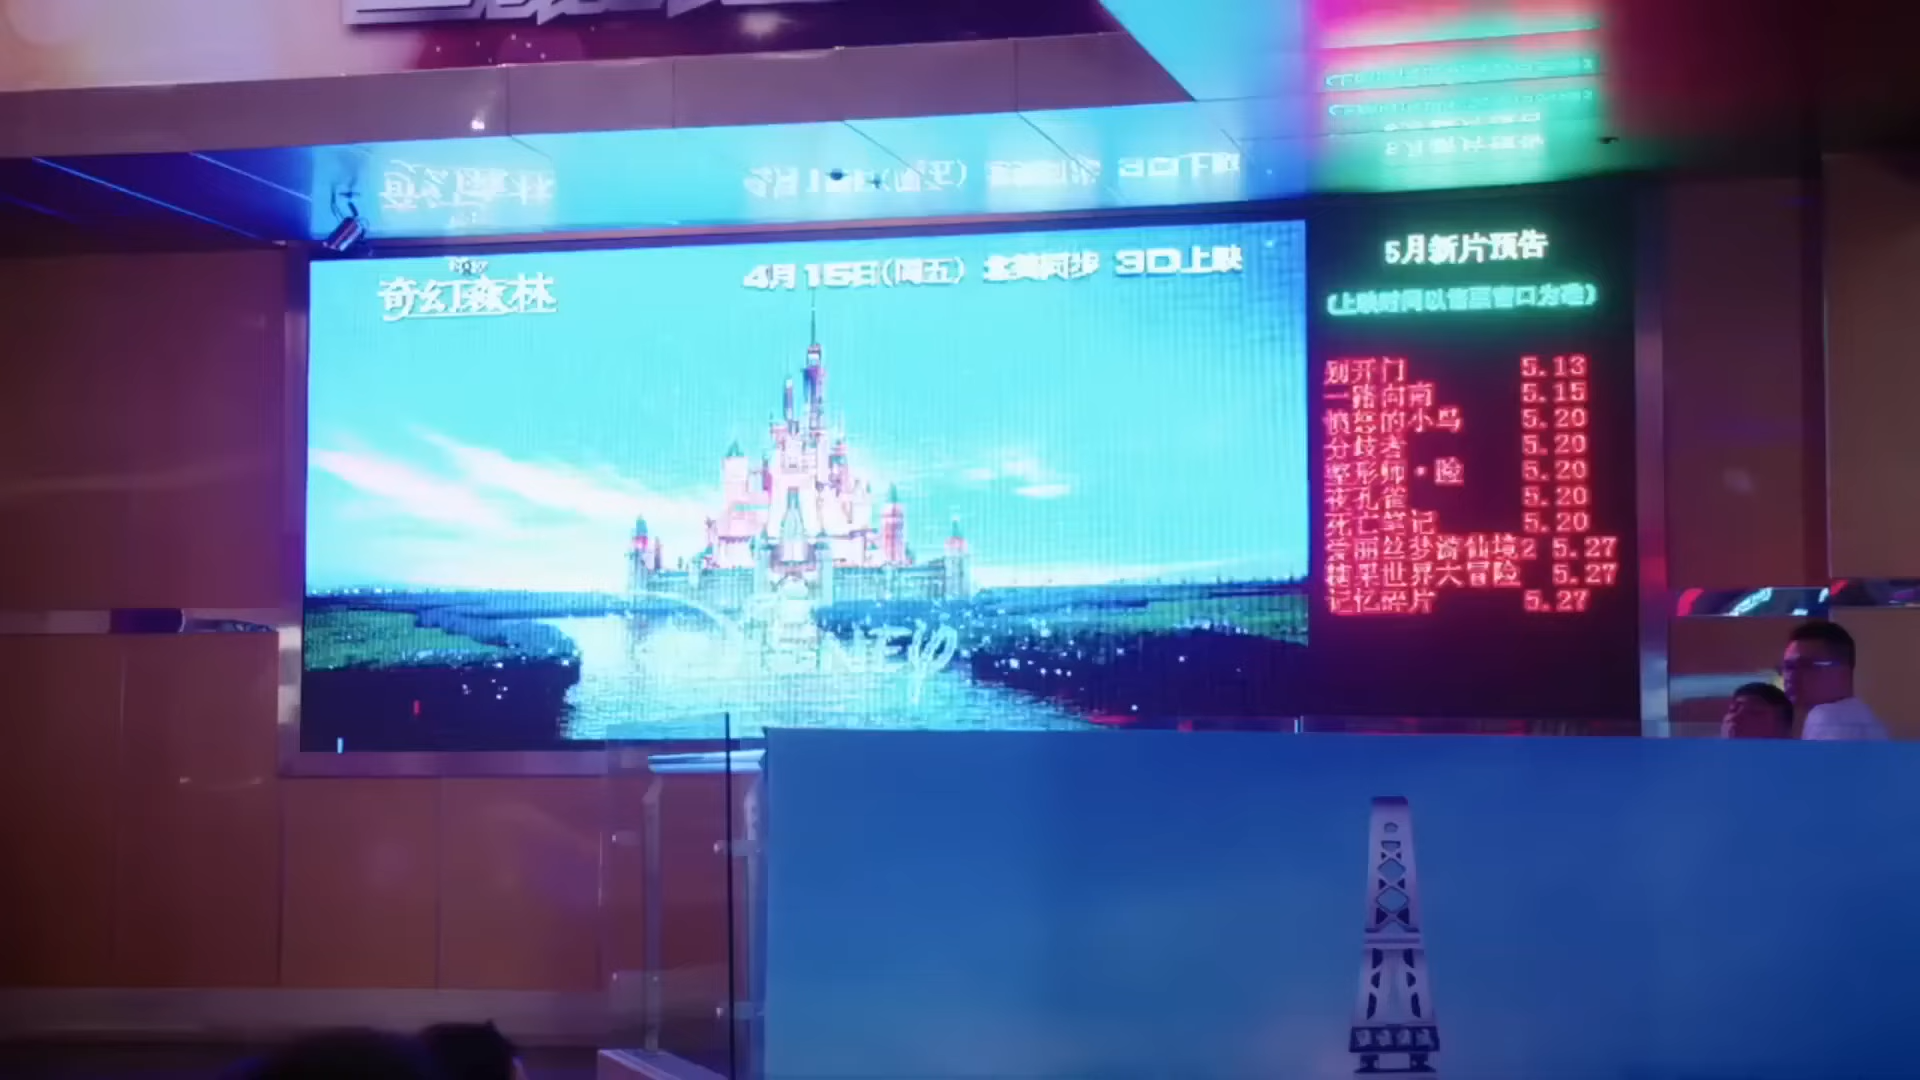 奇幻森林
4月15日(周五) 北美同步 3D上映
DISNEY
5月新片预告
(上映时间以售票窗口为准)
别开门 5.13
一路向南 5.15
愤怒的小鸟 5.20
分歧者 5.20
整形师·脸 5.20
夜孔雀 5.20
死亡笔记 5.20
爱丽丝梦游仙境2 5.27
糖果世界大冒险 5.27
记忆碎片 5.27